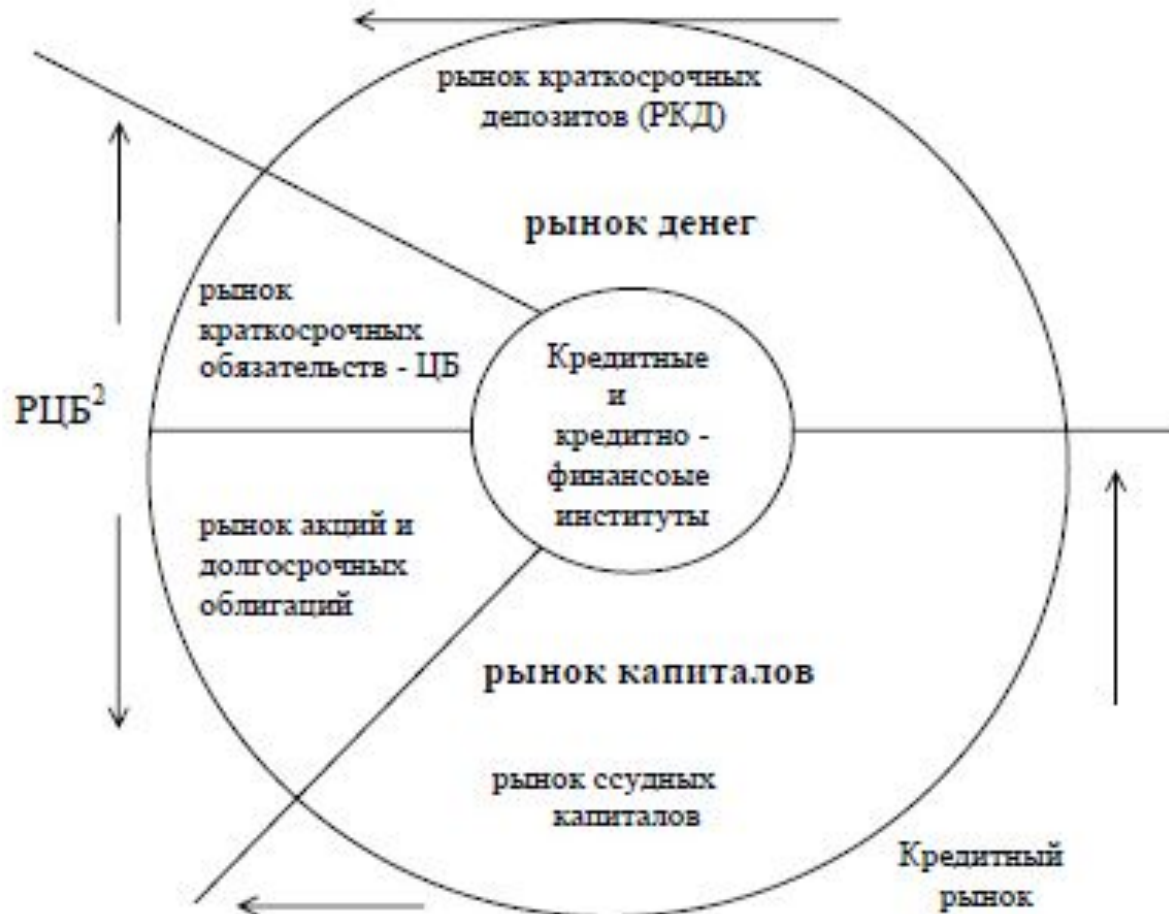 рынок краткосрочных
депозитов (РКД)
рынок денег
рынок
краткосрочных
обязательств - ЦБ
РЦБ²
Кредитные
и
кредитно -
финансоые
институты
рынок акций и
долгосрочных
облигаций
рынок капиталов
рынок ссудных
капиталов
Кредитный
рынок